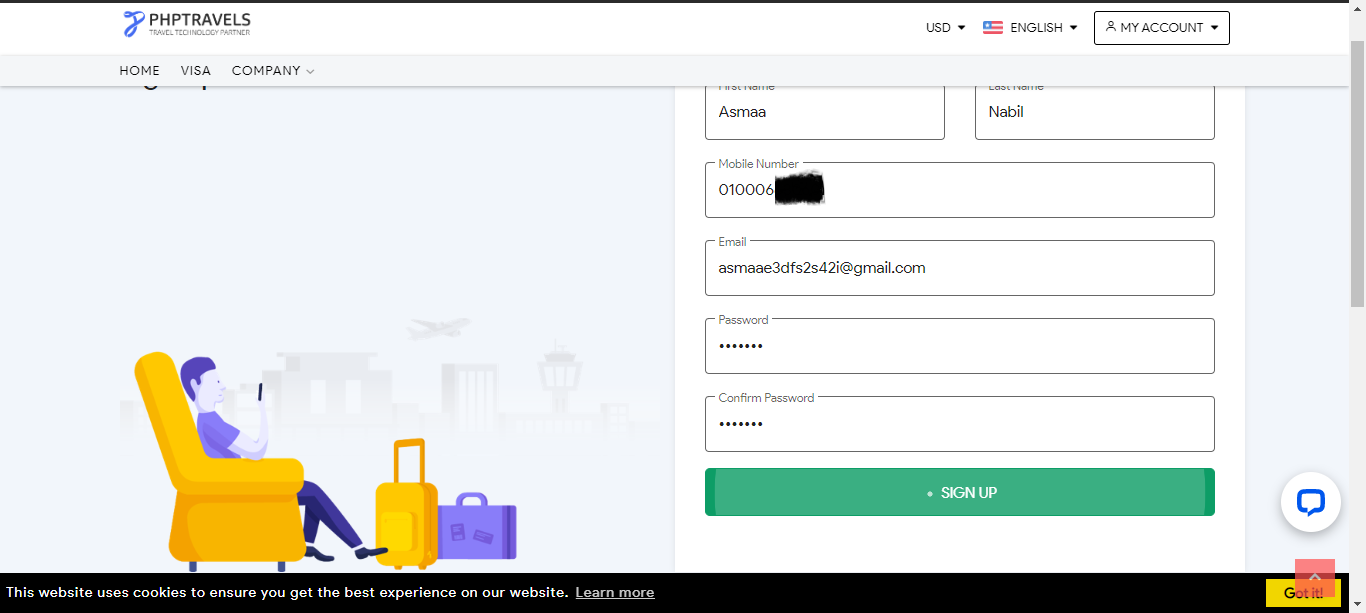 PHPTRAVELS
TRAVEL TECHNOLOGY PARTNER
USD
ENGLISH
MY ACCOUNT
HOME VISA COMPANY
First Name
Last Name
Asmaa
Nabil
Mobile Number
010006
Email
asmaae3dfs2s42i@gmail.com
Password
•••••••
Confirm Password
•••••••
SIGN UP
This website uses cookies to ensure you get the best experience on our website. Learn more
Got it!